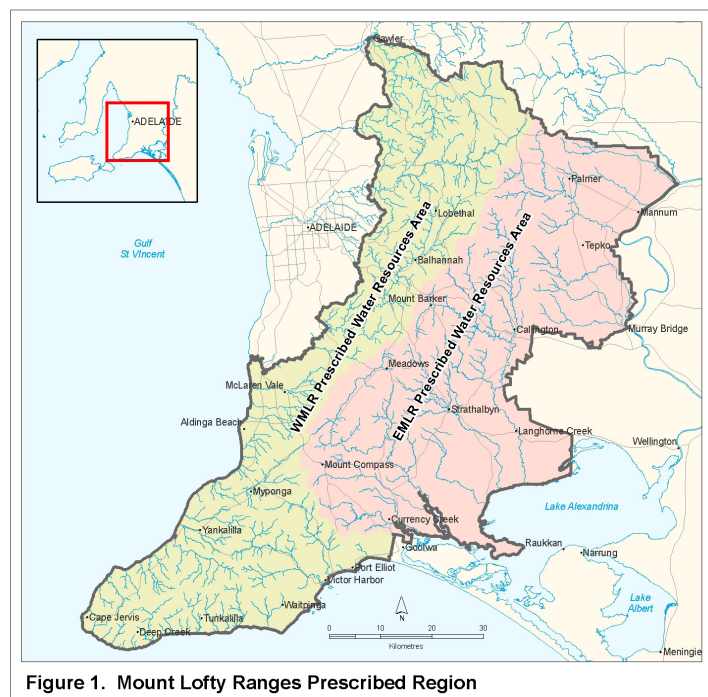 Gawler
ADELAIDE
Palmer
Mannum
Lobethal
ADELAIDE
Gulf
St VIncent
Tepko
Balhannah
WMLR Prescribed Water Resources Area
EMLR Prescribed Water Resources Area
Mount Barker
Callington
Murray Bridge
Meadows
McLaren Vale
Strathalbyn
Aldinga Beach
Langhorne Creek
Wellington
Mount Compass
Myponga
Lake Alexandrina
Currency Creek
Yankalilla
Goolwa
Raukkan
Narrung
Port Elliot
Victor Harbor
Lake
Albert
Waitpinga
Cape Jervis
Tunkalilla
Deep Creek
N
0 10 20 30
Kilometres
Meningie
Figure 1. Mount Lofty Ranges Prescribed Region